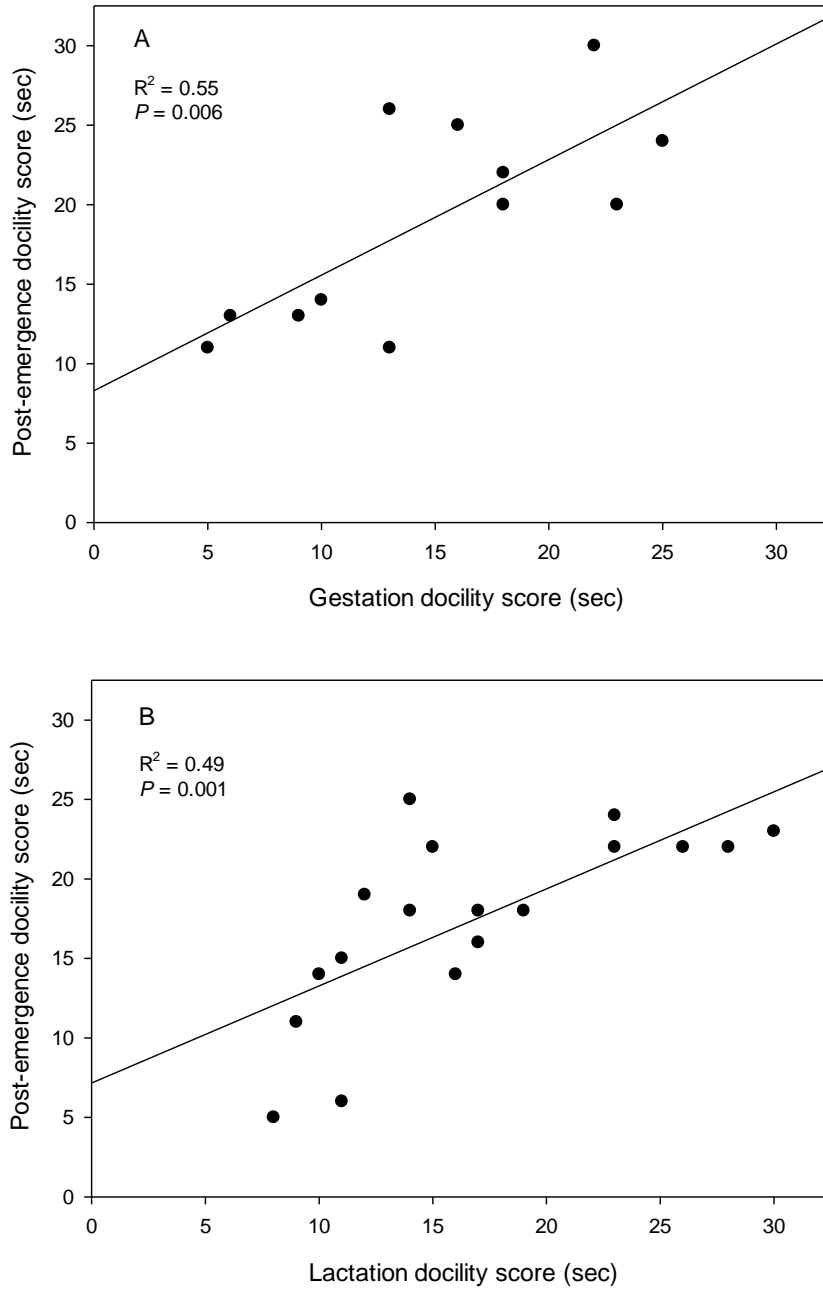 A
R² = 0.55
P = 0.006
Post-emergence docility score (sec)
30
25
20
15
10
5
0
0 5 10 15 20 25 30
Gestation docility score (sec)
B
R² = 0.49
P = 0.001
Post-emergence docility score (sec)
30
25
20
15
10
5
0
0 5 10 15 20 25 30
Lactation docility score (sec)